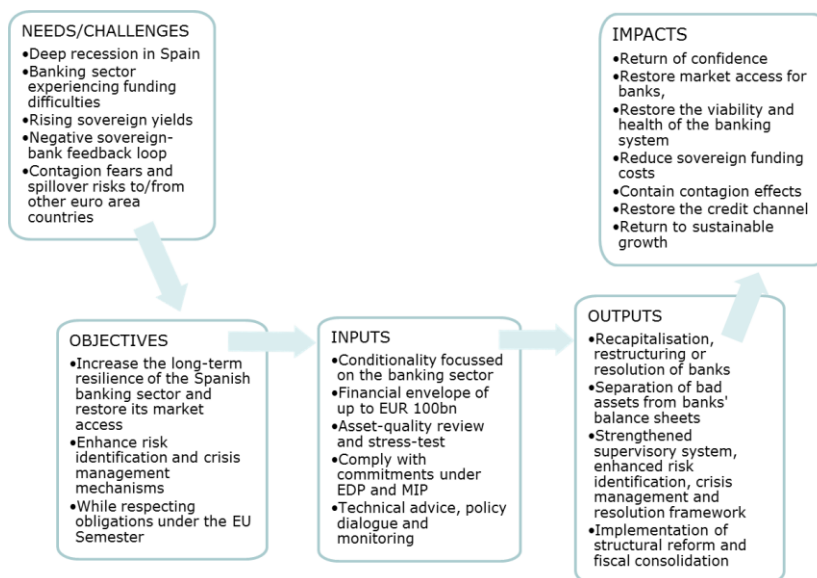 NEEDS/CHALLENGES
•Deep recession in Spain
•Banking sector
experiencing funding
difficulties
•Rising sovereign yields
•Negative sovereign-
bank feedback loop
•Contagion fears and
spillover risks to/from
other euro area
countries
OBJECTIVES
•Increase the long-term
resilience of the Spanish
banking sector and
restore its market
access
•Enhance risk
identification and crisis
management
mechanisms
•While respecting
obligations under the EU
Semester
INPUTS
•Conditionality focussed
on the banking sector
•Financial envelope of
up to EUR 100bn
•Asset-quality review
and stress-test
•Comply with
commitments under
EDP and MIP
•Technical advice, policy
dialogue and
monitoring
OUTPUTS
•Recapitalisation,
restructuring or
resolution of banks
•Separation of bad
assets from banks'
balance sheets
•Strengthened
supervisory system,
enhanced risk
identification, crisis
management and
resolution framework
•Implementation of
structural reform and
fiscal consolidation
IMPACTS
•Return of confidence
•Restore market access for
banks,
•Restore the viability and
health of the banking
system
•Reduce sovereign funding
costs
•Contain contagion effects
•Restore the credit channel
•Return to sustainable
growth